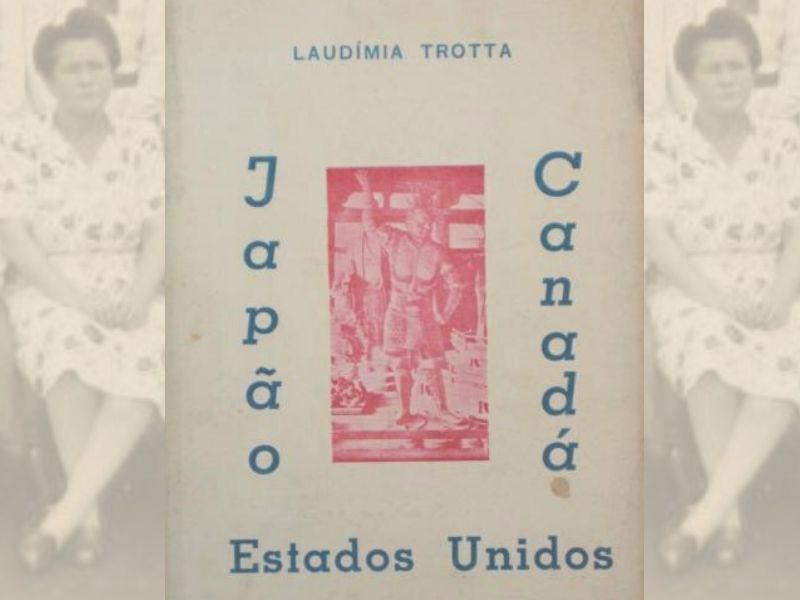 LAUDÍMIA TROTTA
Japão
Canadá
Estados Unidos